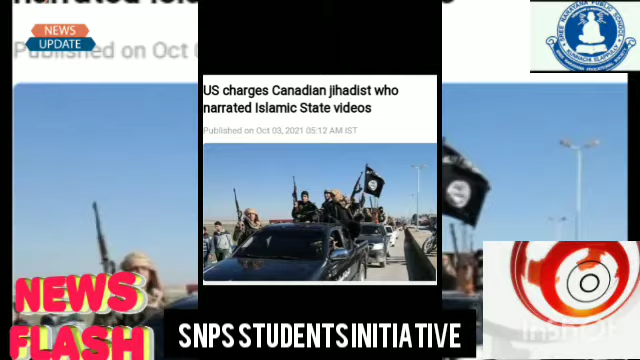 NEWS
UPDATE
Published on Oct
US charges Canadian jihadist who
narrated Islamic State videos
Published on Oct 03, 2021 05:12 AM IST
NEWS
FLASH
SNPS STUDENTS INITIATIVE
InShOt